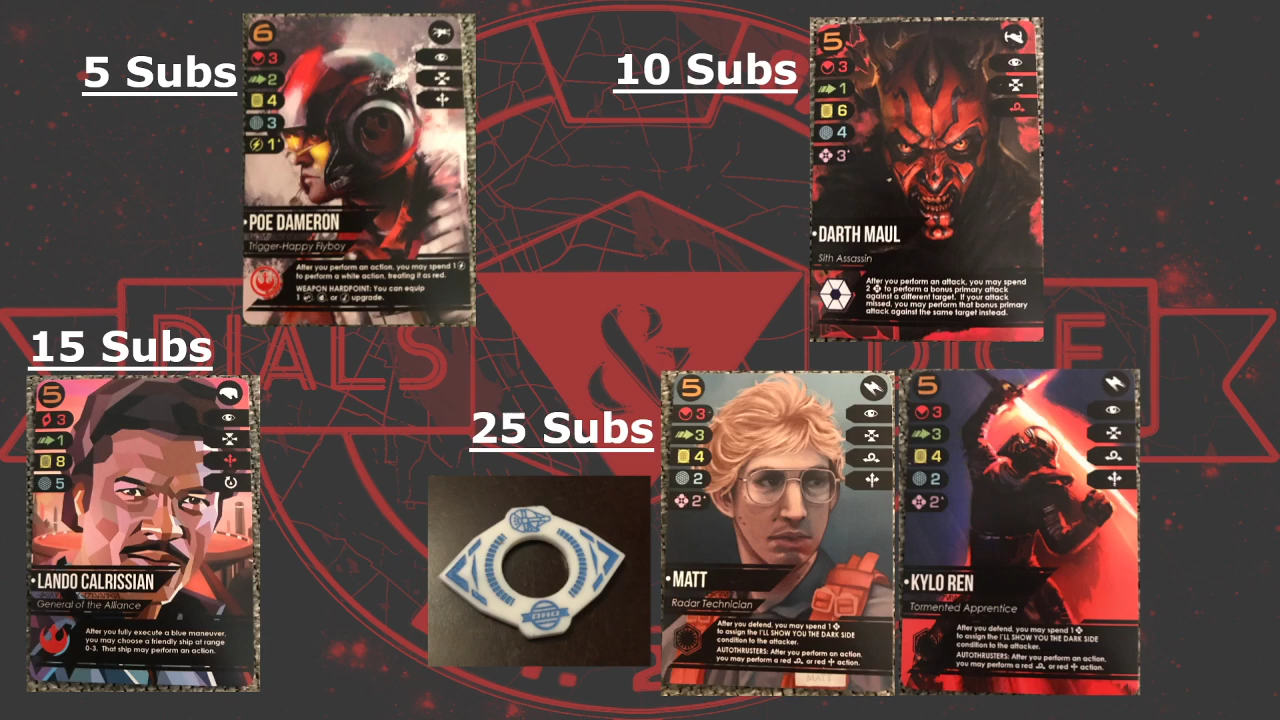 5 Subs
6
3
2
4
3
1
•POE DAMERON
Trigger-Happy Flyboy
After you perform an action, you may spend 1
to perform a white action, treating it as red.
WEAPON HARDPOINT: You can equip
1 , , or upgrade.
10 Subs
5
3
1
6
4
3
•DARTH MAUL
Sith Assassin
After you perform an attack, you may spend
2 to perform a bonus primary attack
against a different target. If your attack
missed, you may perform that bonus primary
attack against the same target instead.
DIALS
&
DICE
15 Subs
5
3
1
8
5
•LANDO CALRISSIAN
General of the Alliance
After you fully execute a blue maneuver,
you may choose a friendly ship at range
0-3. That ship may perform an action.
25 Subs
5
3
3
4
2
2
•MATT
Radar Technician
After you defend, you may spend 1
to assign the I'LL SHOW YOU THE DARK SIDE
condition to the attacker.
AUTOTHRUSTERS: After you perform an action,
you may perform a red , or red action.
MATT
5
3
3
4
2
2
•KYLO REN
Tormented Apprentice
After you defend, you may spend 1
to assign the I'LL SHOW YOU THE DARK SIDE
condition to the attacker.
AUTOTHRUSTERS: After you perform an action,
you may perform a red or red action.